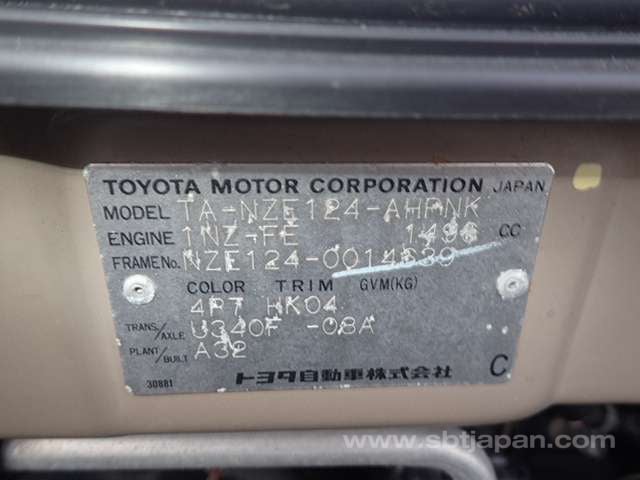 TOYOTA MOTOR CORPORATION JAPAN
MODEL TA-NZE124-AHPNK
ENGINE 1NZ-FE 1496 CC
FRAME No. NZE124-0014639
COLOR TRIM GVM(KG)
4R7 HK04
TRANS./AXLE U340F -08A
PLANT/BUILT A32
30881 トヨタ自動車株式会社 C
www.sbtjapan.com